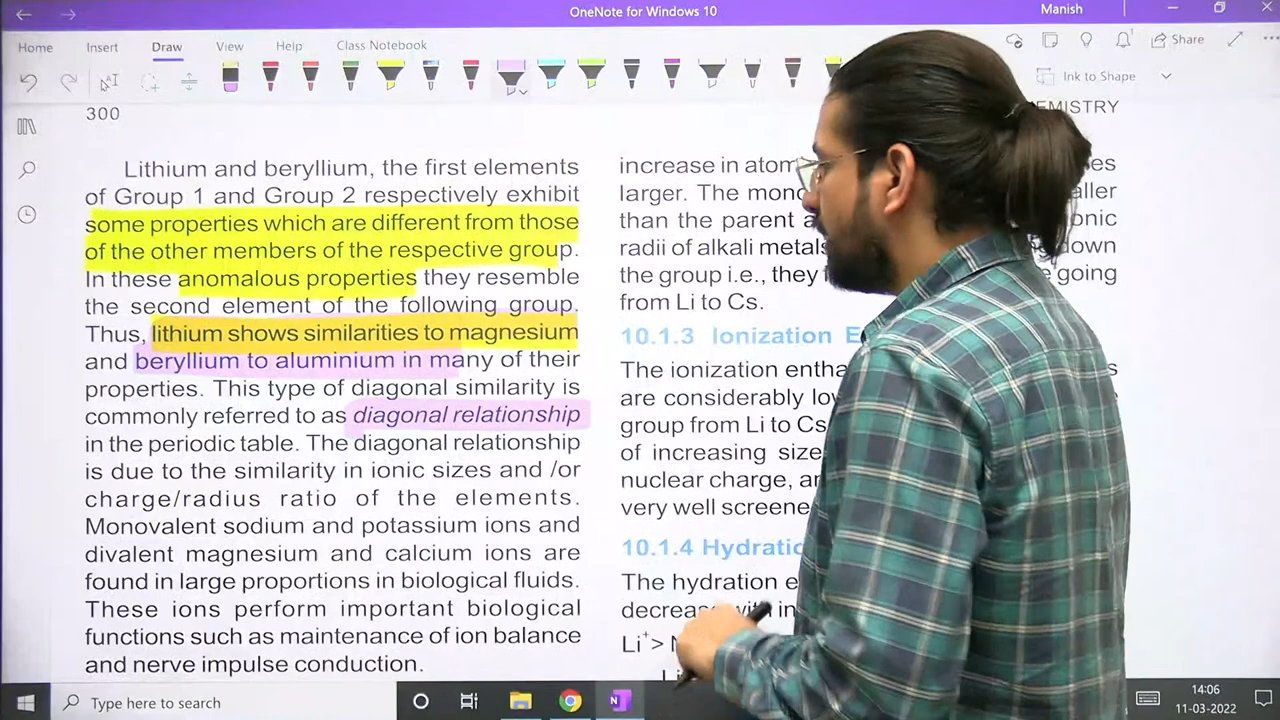 OneNote for Windows 10
Manish
Home
Insert
Draw
View
Help
Class Notebook
Share
Ink to Shape
300
Lithium and beryllium, the first elements
of Group 1 and Group 2 respectively exhibit
some properties which are different from those
of the other members of the respective group.
In these anomalous properties they resemble
the second element of the following group.
Thus, lithium shows similarities to magnesium
and beryllium to aluminium in many of their
properties. This type of diagonal similarity is
commonly referred to as diagonal relationship
in the periodic table. The diagonal relationship
is due to the similarity in ionic sizes and /or
charge/radius ratio of the elements.
Monovalent sodium and potassium ions and
divalent magnesium and calcium ions are
found in large proportions in biological fluids.
These ions perform important biological
functions such as maintenance of ion balance
and nerve impulse conduction.
EMISTRY
increase in atom
larger. The mono aller
than the parent a onic
radii of alkali metals down
the group i.e., they going
from Li to Cs.
10.1.3 Ionization E
The ionization entha
are considerably low
group from Li to Cs
of increasing size
nuclear charge, an
very well screene
10.1.4 Hydratio
The hydration e
decrease with in
Li+ >
Li
Type here to search
14:06
11-03-2022